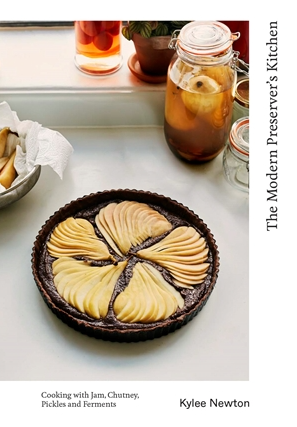 The Modern Preserver's Kitchen
Cooking with Jam, Chutney,
Pickles and Ferments
Kylee Newton